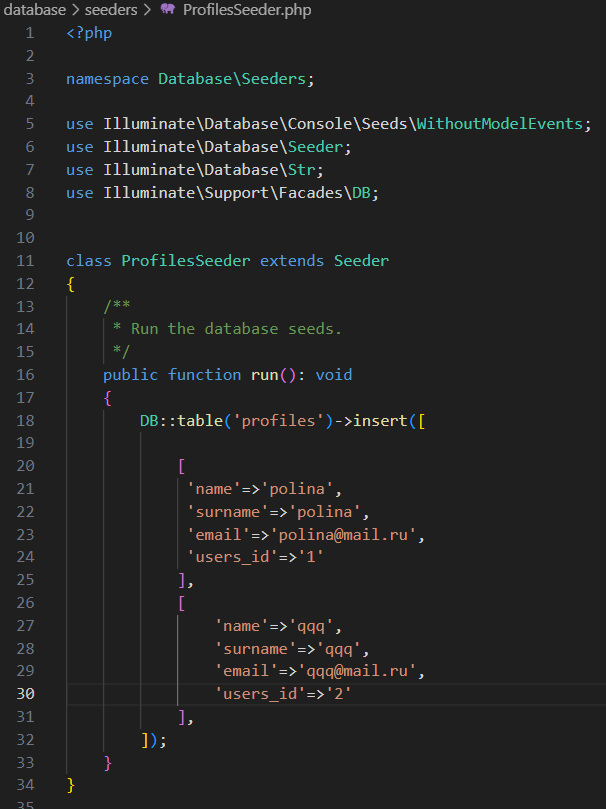 database > seeders > ProfilesSeeder.php
1 <?php
2
3 namespace Database\Seeders;
4
5 use Illuminate\Database\Console\Seeds\WithoutModelEvents;
6 use Illuminate\Database\Seeder;
7 use Illuminate\Database\Str;
8 use Illuminate\Support\Facades\DB;
9
10
11 class ProfilesSeeder extends Seeder
12 {
13     /**
14      * Run the database seeds.
15      */
16     public function run(): void
17     {
18         DB::table('profiles')->insert([
19
20             [
21              'name'=>'polina',
22              'surname'=>'polina',
23              'email'=>'polina@mail.ru',
24              'users_id'=>'1'
25             ],
26             [
27                 'name'=>'qqq',
28                 'surname'=>'qqq',
29                 'email'=>'qqq@mail.ru',
30                 'users_id'=>'2'
31             ],
32         ]);
33     }
34 }
35